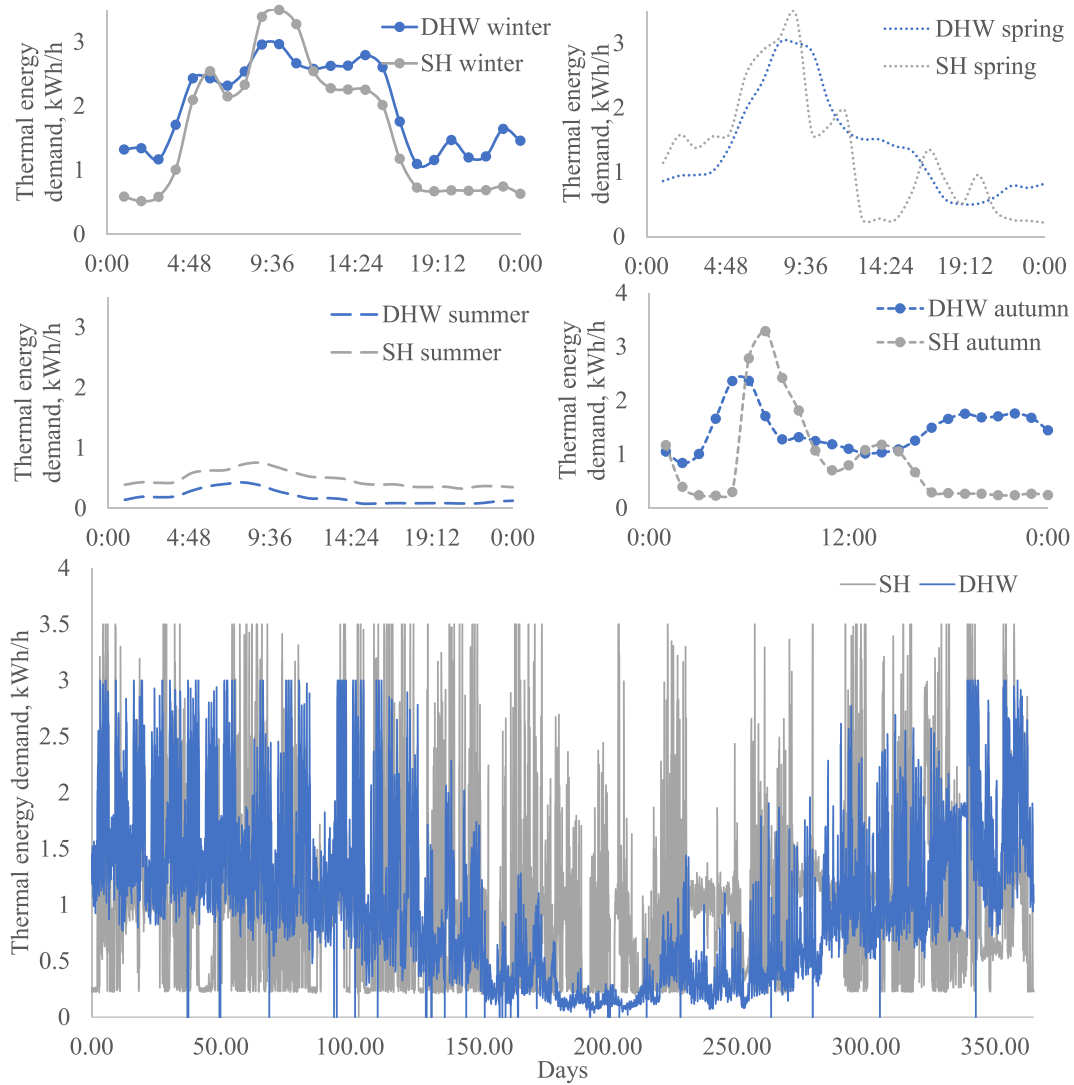 Thermal energy
demand, kWh/h
3
2
1
0
0:00 4:48 9:36 14:24 19:12 0:00
DHW winter
SH winter
Thermal energy
demand, kWh/h
3
2
1
0
0:00 4:48 9:36 14:24 19:12 0:00
DHW spring
SH spring
Thermal energy
demand, kWh/h
3
2
1
0
0:00 4:48 9:36 14:24 19:12 0:00
DHW summer
SH summer
Thermal energy
demand, kWh/h
4
3
2
1
0
0:00 12:00 0:00
DHW autumn
SH autumn
Thermal energy demand, kWh/h
4
3.5
3
2.5
2
1.5
1
0.5
0
SH DHW
0.00 50.00 100.00 150.00 200.00 250.00 300.00 350.00
Days